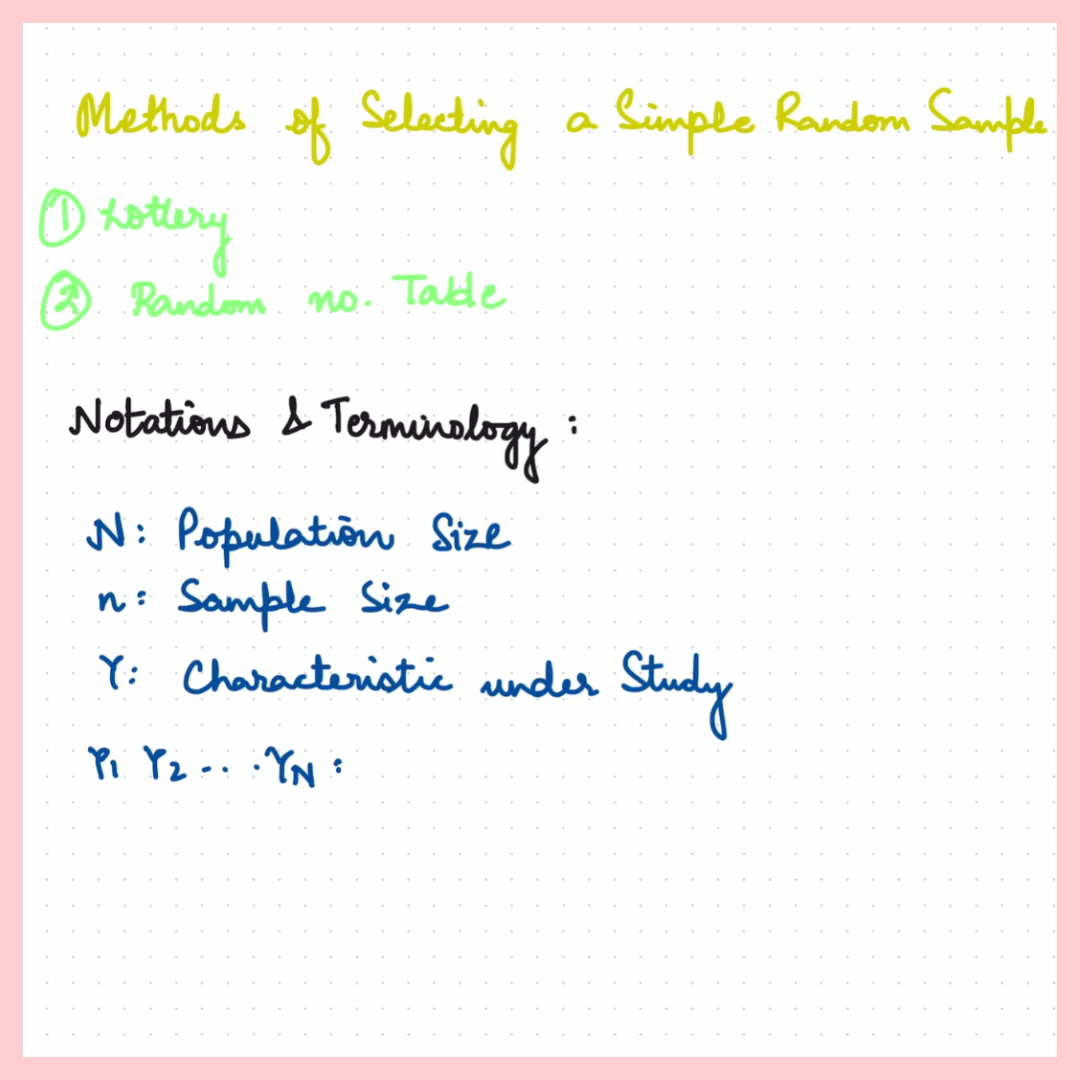 Methods of Selecting a Simple Random Sample
① Lottery
② Random no. Table
Notations & Terminology :
N: Population Size
n: Sample Size
Y: Characteristic under Study
Y₁ Y₂ ... Y_N :